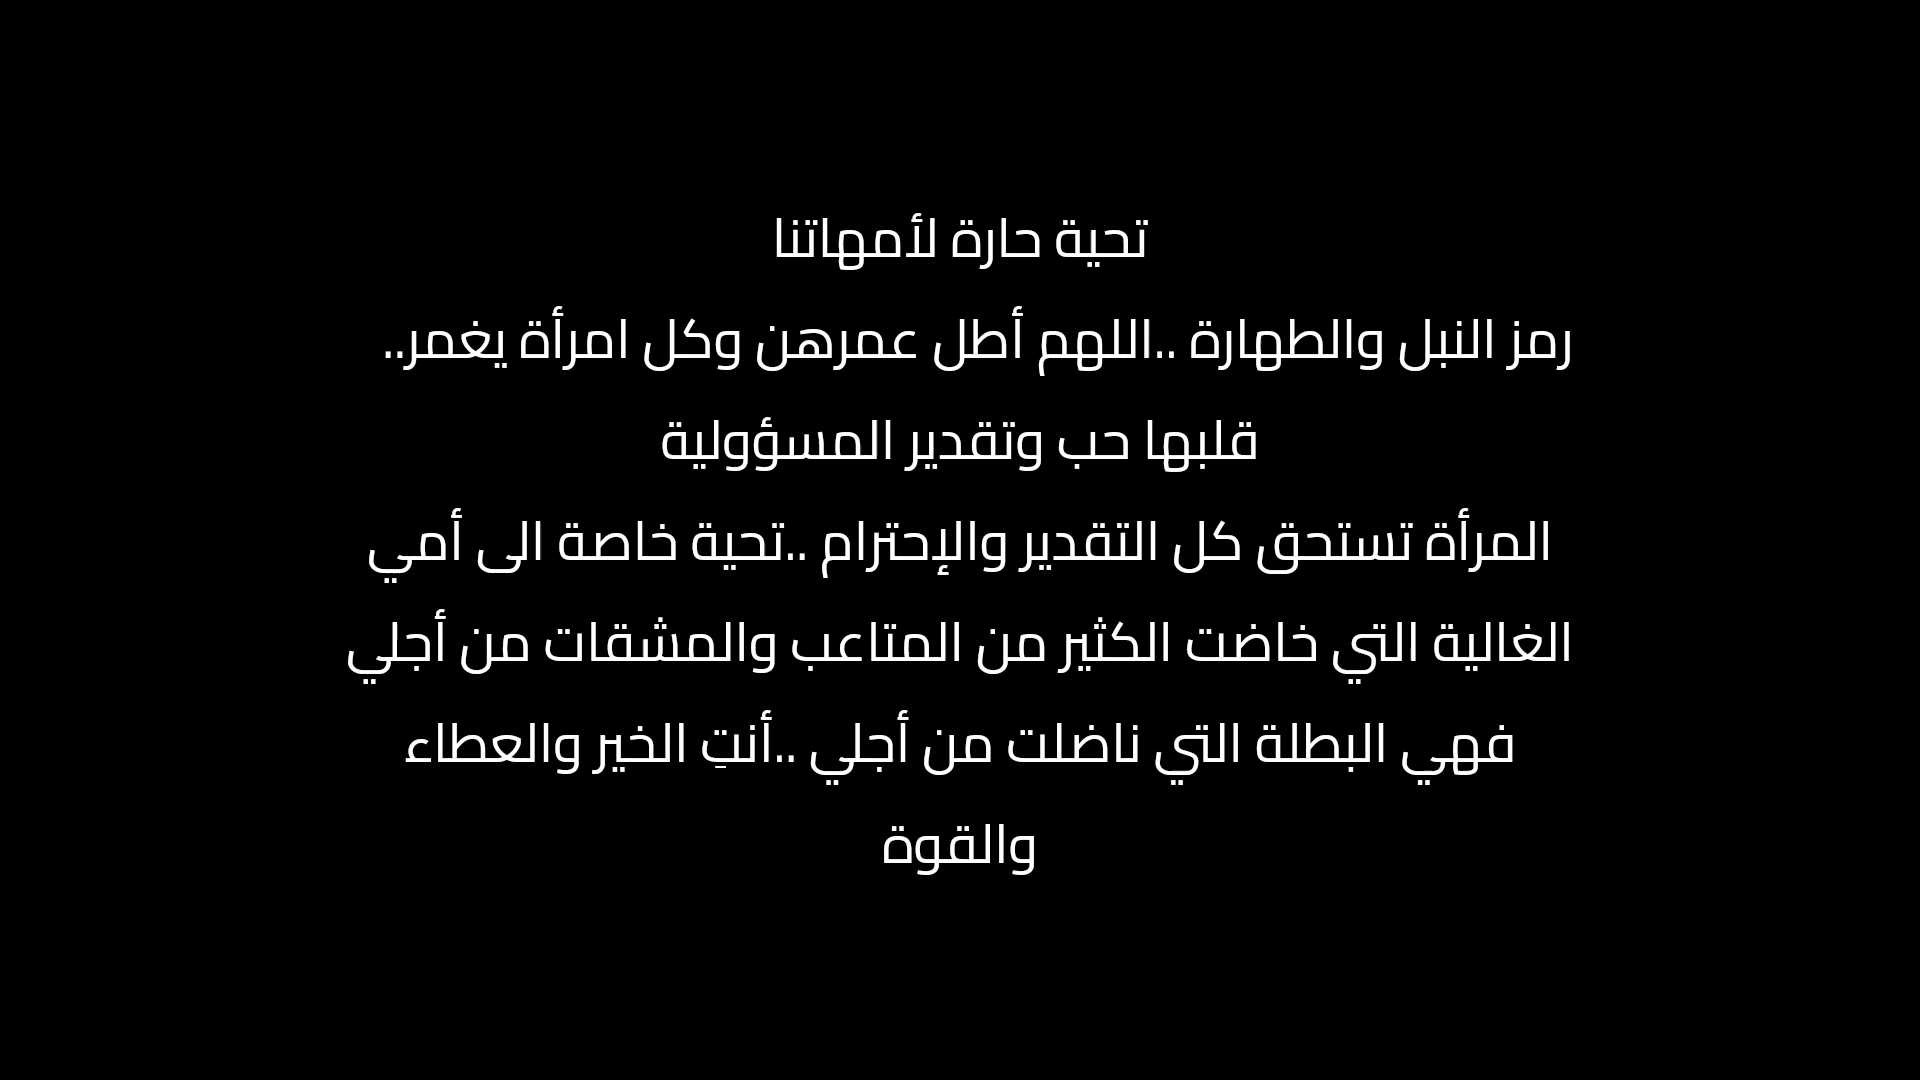 تحية حارة لأمهاتنا
رمز النبل والطهارة ..اللهم أطل عمرهن وكل امرأة يغمر..
قلبها حب وتقدير المسؤولية
المرأة تستحق كل التقدير والإحترام ..تحية خاصة الى أمي
الغالية التي خاضت الكثير من المتاعب والمشقات من أجلي
فهي البطلة التي ناضلت من أجلي ..أنتِ الخير والعطاء
والقوة